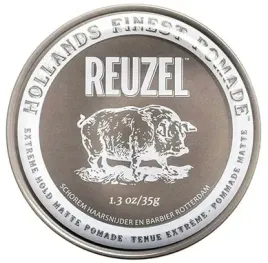 HOLLANDS FINEST POMADE
REUZEL
1.3 oz/35g
SCHOREM HAARSNIJDER EN BARBIER ROTTERDAM
EXTREME HOLD MATTE POMADE TENUE EXTREME. POMMADE MATTE